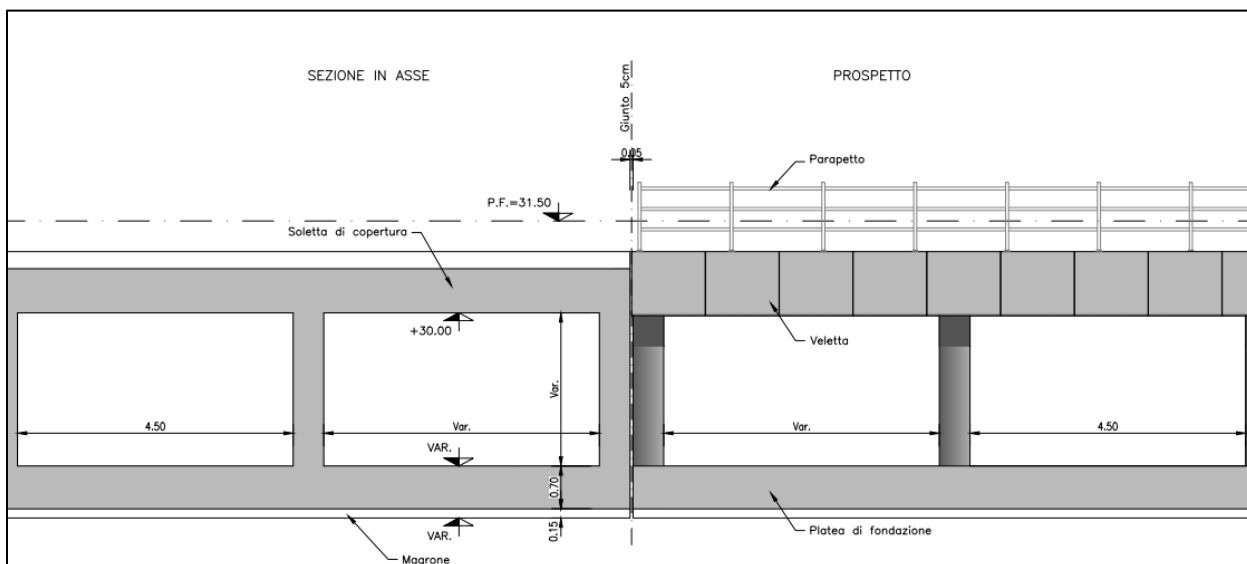 SEZIONE IN ASSE
PROSPETTO
Giunto 5cm
0.05
Parapetto
P.F.=31.50
Soletta di copertura
+30.00
Veletta
Var.
4.50
Var.
Var.
4.50
VAR.
0.70
0.15
VAR.
Platea di fondazione
Magrone